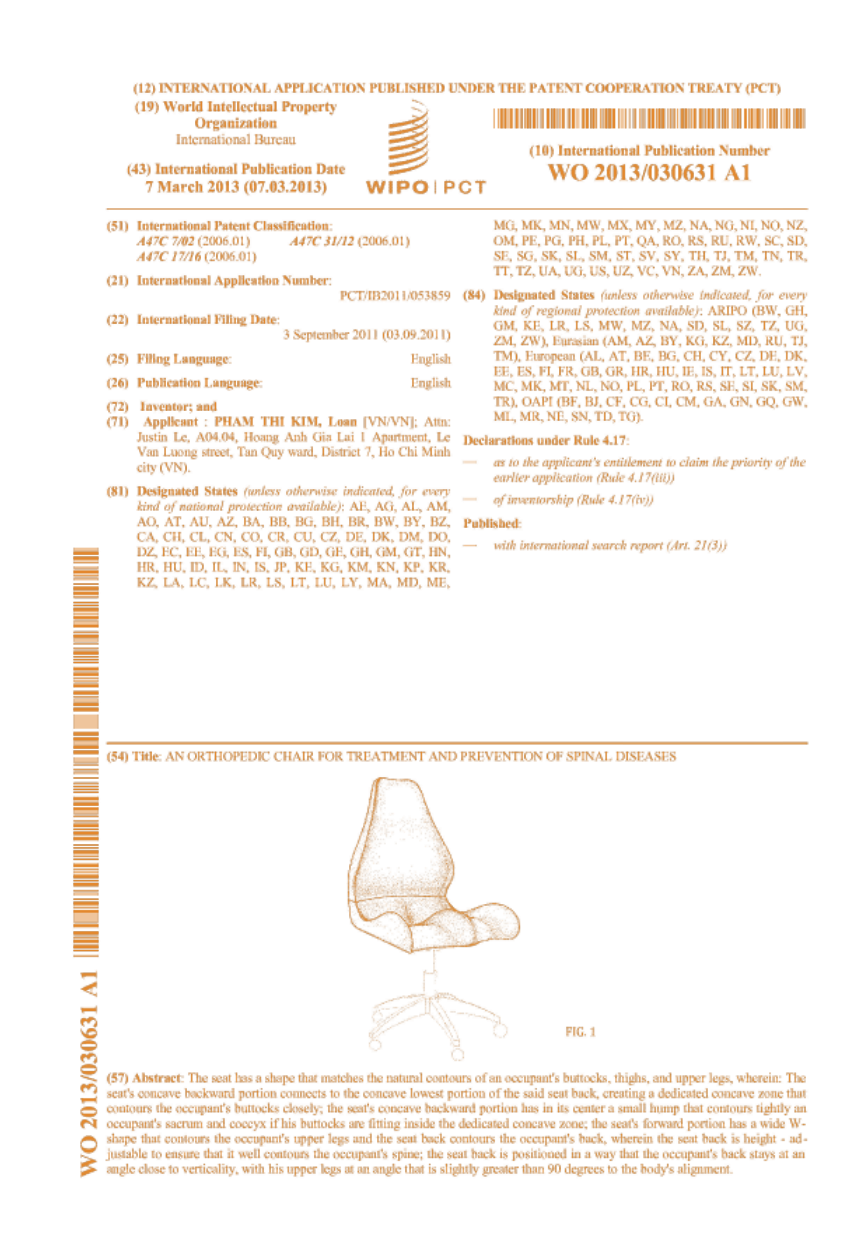 (12) INTERNATIONAL APPLICATION PUBLISHED UNDER THE PATENT COOPERATION TREATY (PCT)
(19) World Intellectual Property
Organization
International Bureau
(43) International Publication Date
7 March 2013 (07.03.2013)
WIPO | PCT
(10) International Publication Number
WO 2013/030631 A1
(51) International Patent Classification:
A47C 7/02 (2006.01) A47C 31/12 (2006.01)
A47C 17/16 (2006.01)
(21) International Application Number:
PCT/IB2011/053859
(22) International Filing Date:
3 September 2011 (03.09.2011)
(25) Filing Language: English
(26) Publication Language: English
(72) Inventor; and
(71) Applicant : PHAM THI KIM, Loan [VN/VN]; Attn:
Justin Le, A04.04, Hoang Anh Gia Lai 1 Apartment, Le
Van Luong street, Tan Quy ward, District 7, Ho Chi Minh
city (VN).
(81) Designated States (unless otherwise indicated, for every
kind of national protection available): AE, AG, AL, AM,
AO, AT, AU, AZ, BA, BB, BG, BH, BR, BW, BY, BZ,
CA, CH, CL, CN, CO, CR, CU, CZ, DE, DK, DM, DO,
DZ, EC, EE, EG, ES, FI, GB, GD, GE, GH, GM, GT, HN,
HR, HU, ID, IL, IN, IS, JP, KE, KG, KM, KN, KP, KR,
KZ, LA, LC, LK, LR, LS, LT, LU, LY, MA, MD, ME,
MG, MK, MN, MW, MX, MY, MZ, NA, NG, NI, NO, NZ,
OM, PE, PG, PH, PL, PT, QA, RO, RS, RU, RW, SC, SD,
SE, SG, SK, SL, SM, ST, SV, SY, TH, TJ, TM, TN, TR,
TT, TZ, UA, UG, US, UZ, VC, VN, ZA, ZM, ZW.
(84) Designated States (unless otherwise indicated, for every
kind of regional protection available): ARIPO (BW, GH,
GM, KE, LR, LS, MW, MZ, NA, SD, SL, SZ, TZ, UG,
ZM, ZW), Eurasian (AM, AZ, BY, KG, KZ, MD, RU, TJ,
TM), European (AL, AT, BE, BG, CH, CY, CZ, DE, DK,
EE, ES, FI, FR, GB, GR, HR, HU, IE, IS, IT, LT, LU, LV,
MC, MK, MT, NL, NO, PL, PT, RO, RS, SE, SI, SK, SM,
TR), OAPI (BF, BJ, CF, CG, CI, CM, GA, GN, GQ, GW,
ML, MR, NE, SN, TD, TG).
Declarations under Rule 4.17:
— as to the applicant's entitlement to claim the priority of the
earlier application (Rule 4.17(iii))
— of inventorship (Rule 4.17(iv))
Published:
— with international search report (Art. 21(3))
(54) Title: AN ORTHOPEDIC CHAIR FOR TREATMENT AND PREVENTION OF SPINAL DISEASES
FIG. 1
(57) Abstract: The seat has a shape that matches the natural contours of an occupant's buttocks, thighs, and upper legs, wherein: The
seat's concave backward portion connects to the concave lowest portion of the said seat back, creating a dedicated concave zone that
contours the occupant's buttocks closely; the seat's concave backward portion has in its center a small hump that contours tightly an
occupant's sacrum and coccyx if his buttocks are fitting inside the dedicated concave zone; the seat's forward portion has a wide W-
shape that contours the occupant's upper legs and the seat back contours the occupant's back, wherein the seat back is height - ad-
justable to ensure that it well contours the occupant's spine; the seat back is positioned in a way that the occupant's back stays at an
angle close to verticality, with his upper legs at an angle that is slightly greater than 90 degrees to the body's alignment.
WO 2013/030631 A1